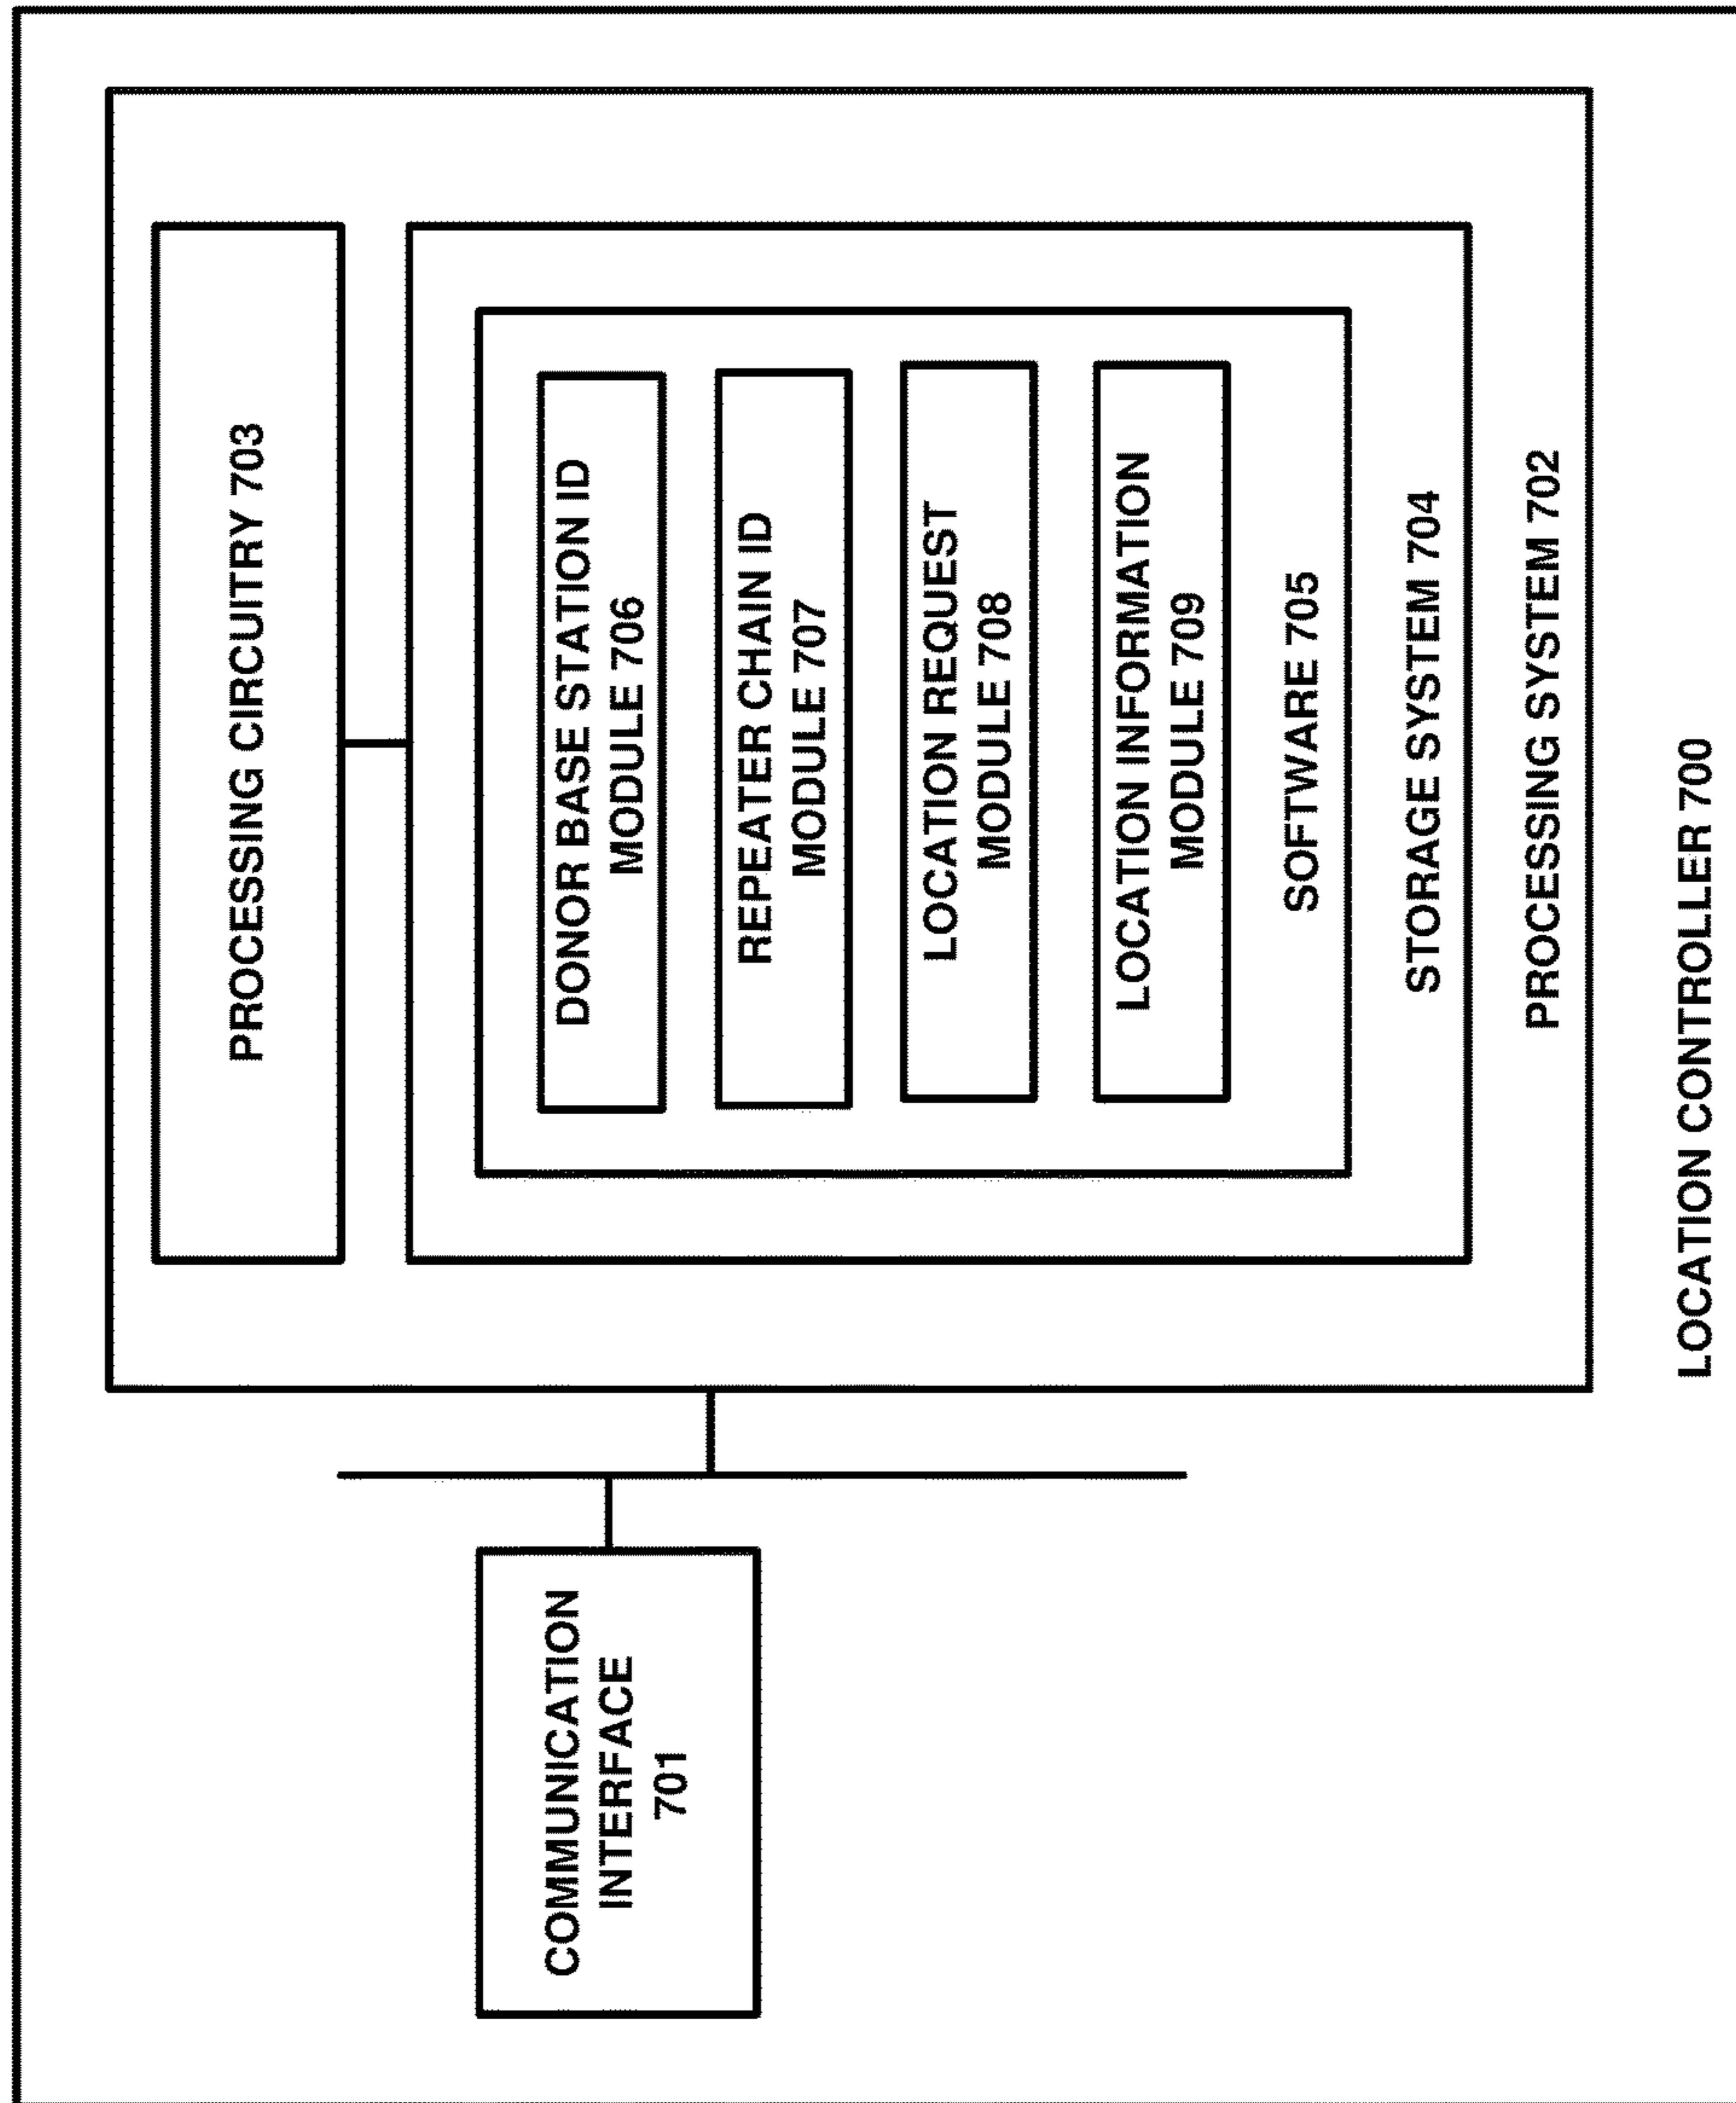 PROCESSING CIRCUITRY 703
COMMUNICATION
INTERFACE
701
DONOR BASE STATION ID
MODULE 706
REPEATER CHAIN ID
MODULE 707
LOCATION REQUEST
MODULE 708
LOCATION INFORMATION
MODULE 709
SOFTWARE 705
STORAGE SYSTEM 704
PROCESSING SYSTEM 702
LOCATION CONTROLLER 700